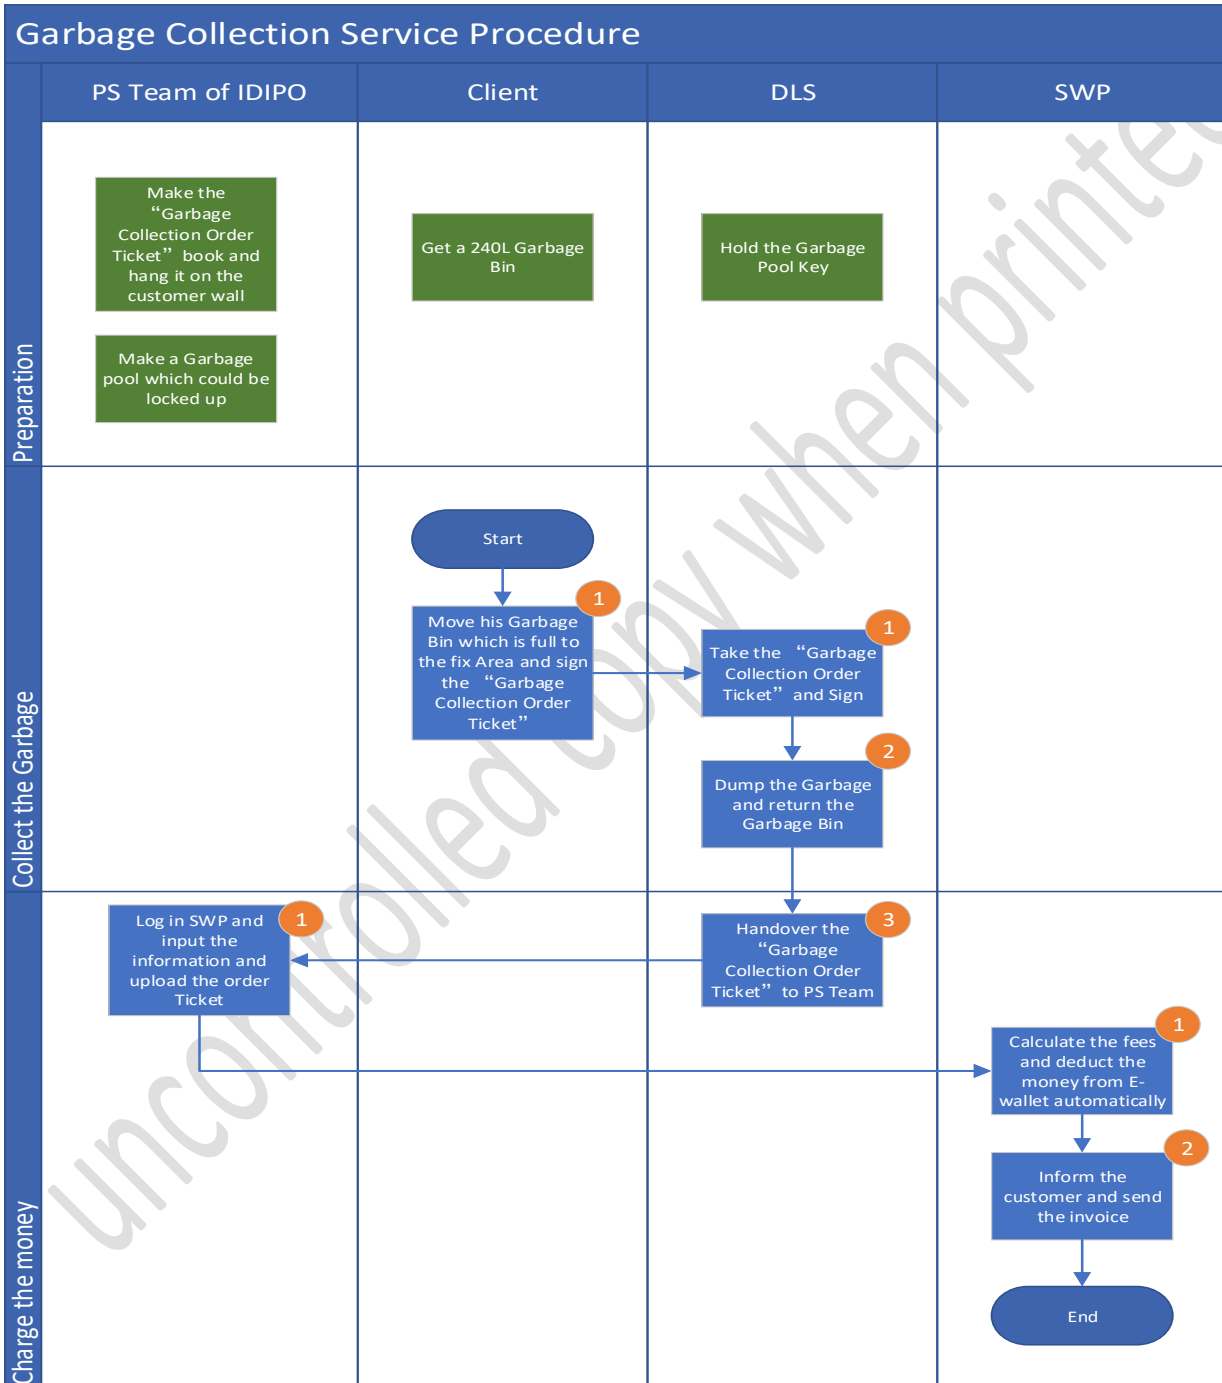 Garbage Collection Service Procedure
PS Team of IDIPO
Client
DLS
SWP
Preparation
Make the
“Garbage
Collection Order
Ticket” book and
hang it on the
customer wall
Make a Garbage
pool which could be
locked up
Get a 240L Garbage
Bin
Hold the Garbage
Pool Key
Collect the Garbage
Start
1
Move his Garbage
Bin which is full to
the fix Area and sign
the “Garbage
Collection Order
Ticket”
1
Take the “Garbage
Collection Order
Ticket” and Sign
2
Dump the Garbage
and return the
Garbage Bin
Charge the money
3
Handover the
“Garbage
Collection Order
Ticket” to PS Team
1
Log in SWP and
input the
information and
upload the order
Ticket
1
Calculate the fees
and deduct the
money from E-
wallet automatically
2
Inform the
customer and send
the invoice
End
uncontrolled copy when printed